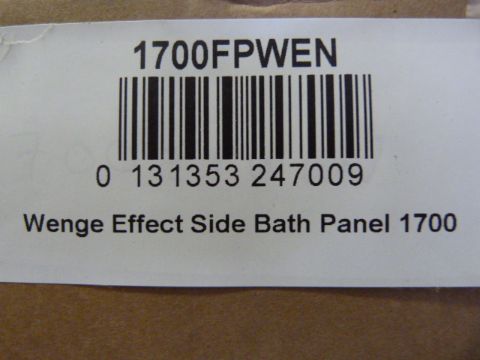 1700FPWEN
0 131353 247009
Wenge Effect Side Bath Panel 1700